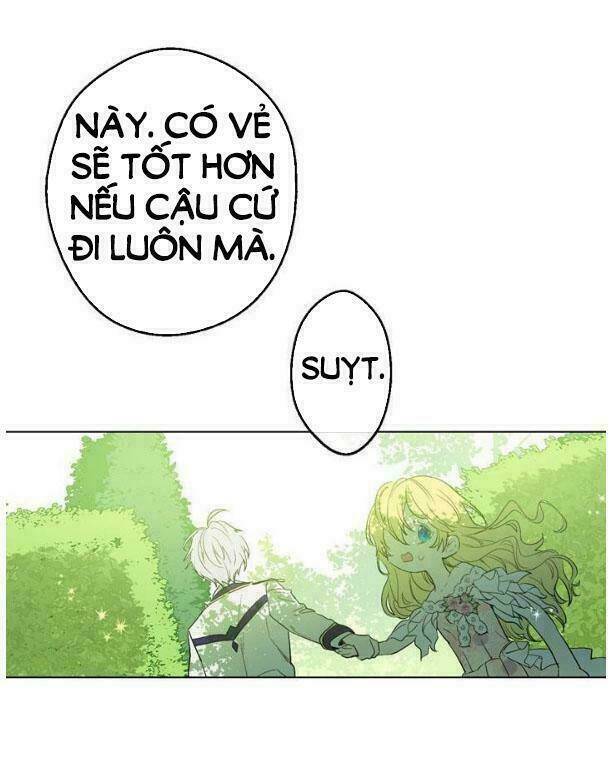 NÀY. CÓ VẺ
SẼ TỐT HƠN
NẾU CẬU CỨ
ĐI LUÔN MÀ.
SUỴT.